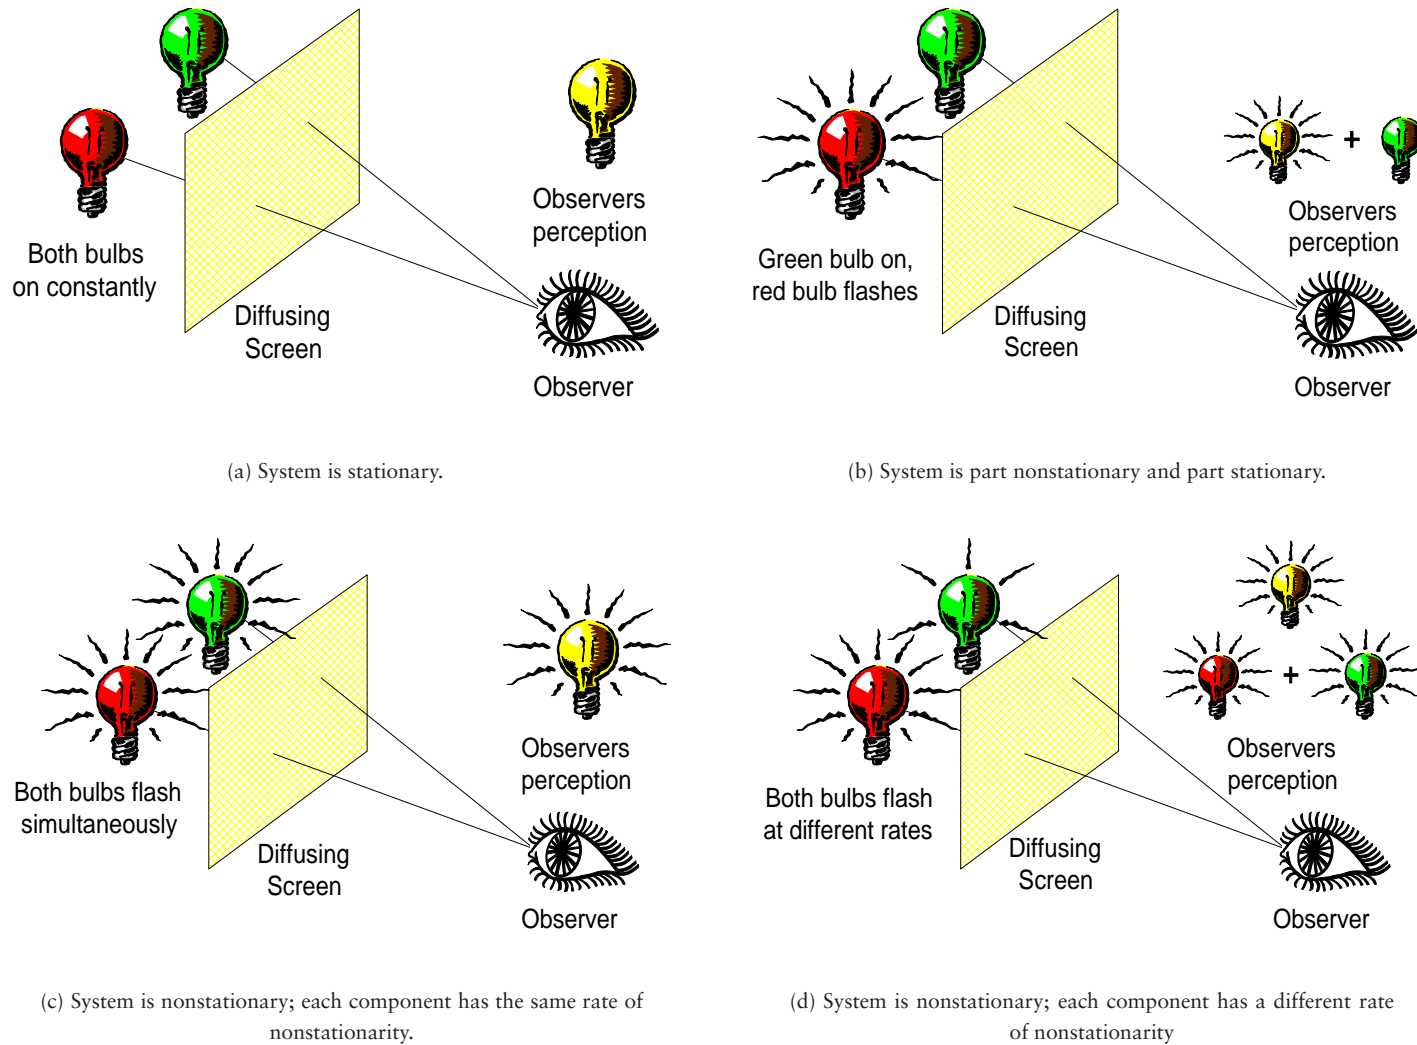 Observers
perception
Both bulbs
on constantly
Diffusing
Screen
Observer
(a) System is stationary.
+
Observers
perception
Green bulb on,
red bulb flashes
Diffusing
Screen
Observer
(b) System is part nonstationary and part stationary.
Observers
perception
Both bulbs flash
simultaneously
Diffusing
Screen
Observer
(c) System is nonstationary; each component has the same rate of
nonstationarity.
+
Observers
perception
Both bulbs flash
at different rates
Diffusing
Screen
Observer
(d) System is nonstationary; each component has a different rate
of nonstationarity